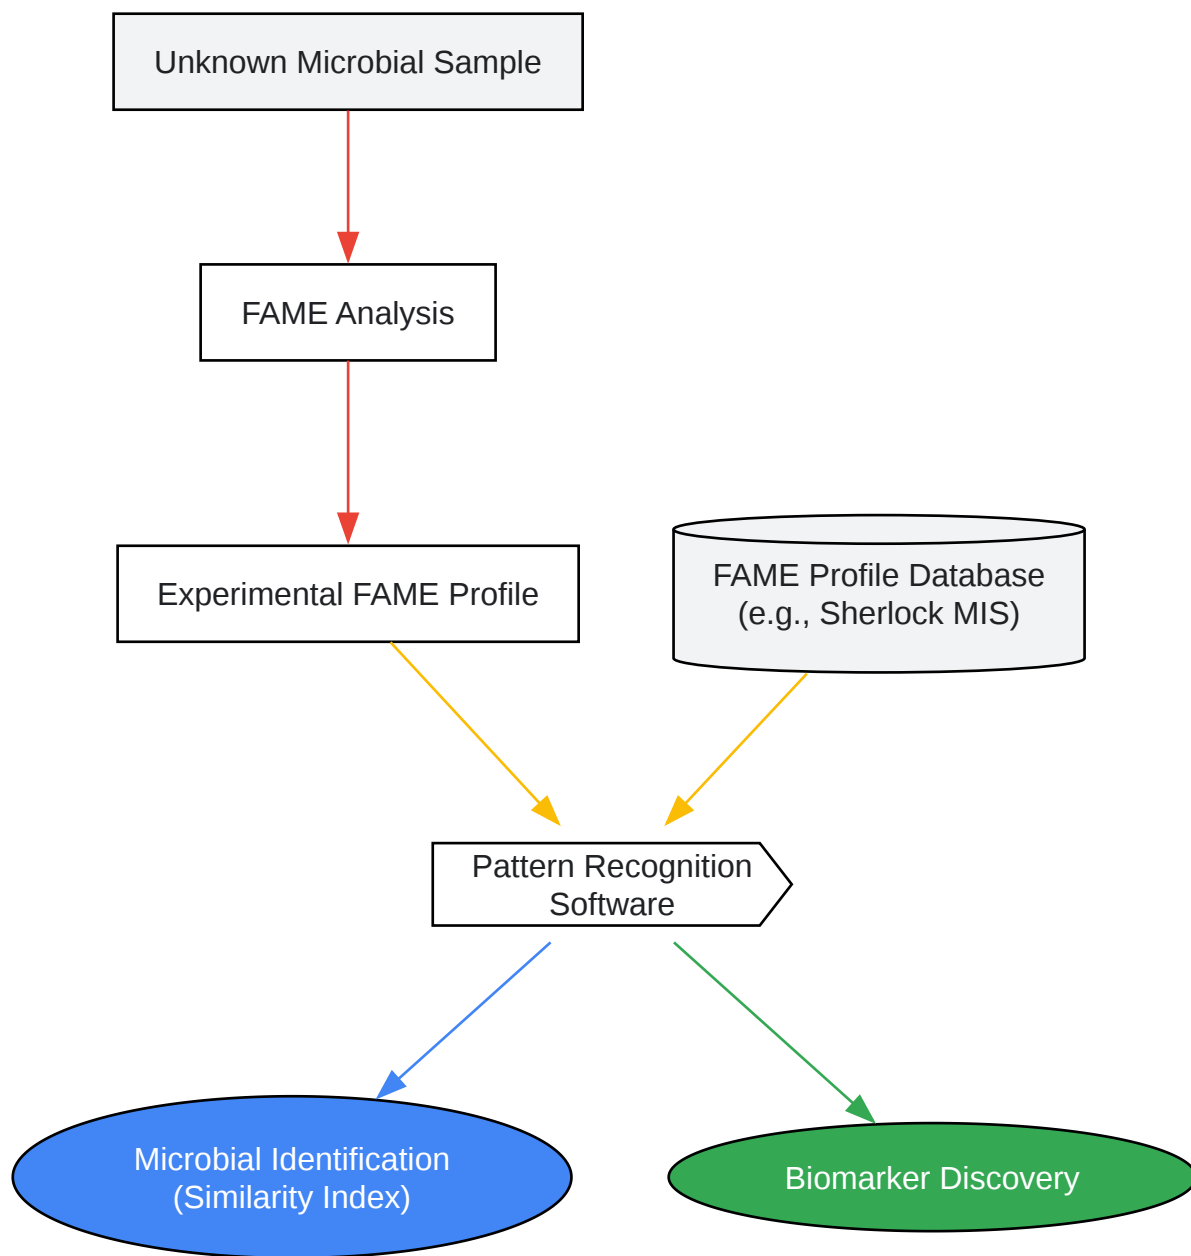 Unknown Microbial Sample
FAME Analysis
Experimental FAME Profile
FAME Profile Database
(e.g., Sherlock MIS)
Pattern Recognition
Software
Microbial Identification
(Similarity Index)
Biomarker Discovery